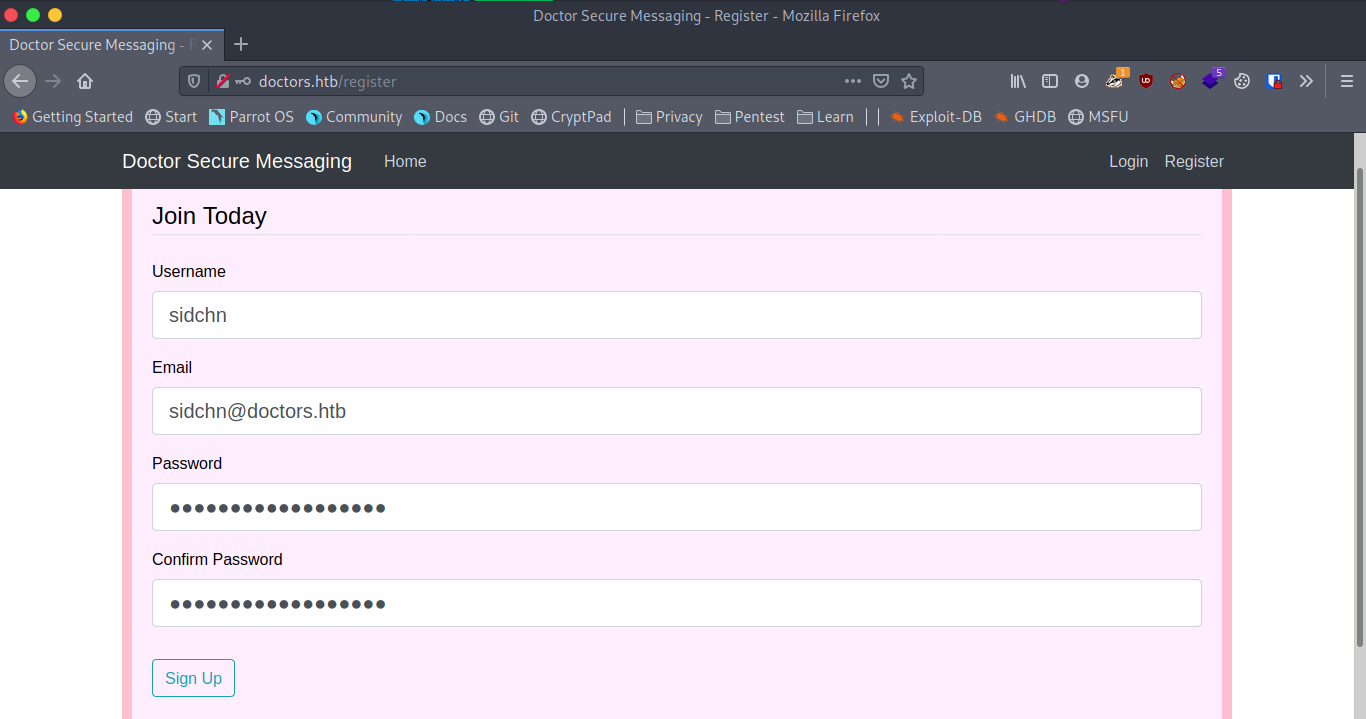 Doctor Secure Messaging - Register - Mozilla Firefox
Doctor Secure Messaging - R
doctors.htb/register
1
5
Getting Started Start Parrot OS Community Docs Git CryptPad Privacy Pentest Learn Exploit-DB GHDB MSFU
Doctor Secure Messaging Home Login Register
Join Today
Username
sidchn
Email
sidchn@doctors.htb
Password
●●●●●●●●●●●●●●●●●●
Confirm Password
●●●●●●●●●●●●●●●●●●
Sign Up